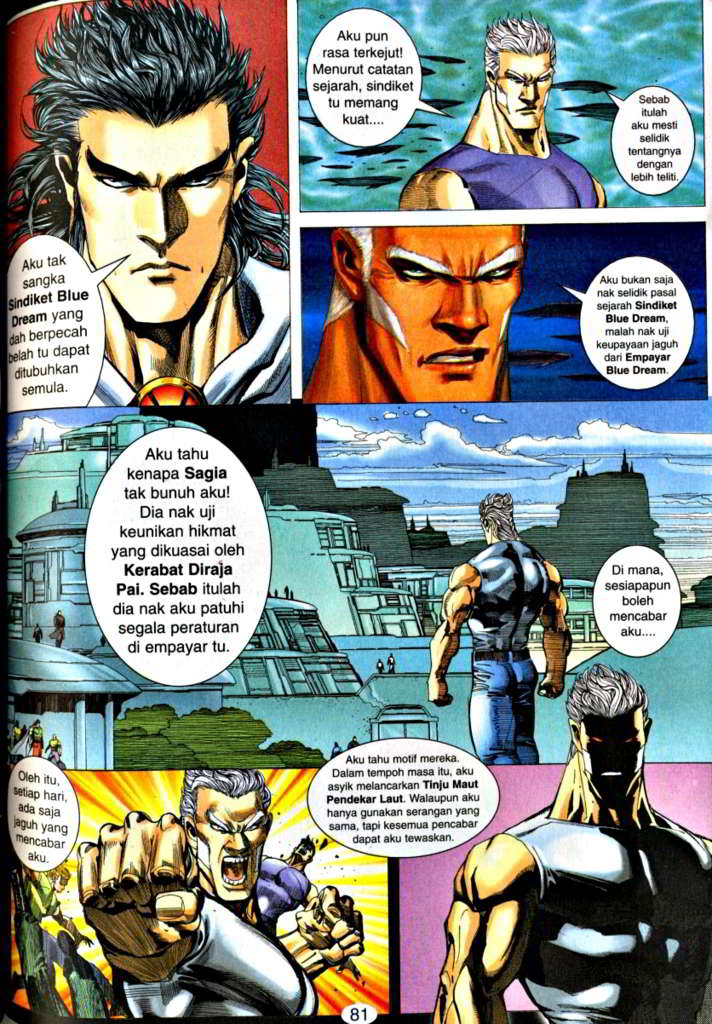 Aku tak
sangka
Sindiket Blue
Dream yang
dah berpecah
belah tu dapat
ditubuhkan
semula.
Aku pun
rasa terkejut!
Menurut catatan
sejarah, sindiket
tu memang
kuat....
Sebab
itulah
aku mesti
selidik
tentangnya
dengan
lebih teliti.
Aku bukan saja
nak selidik pasal
sejarah Sindiket
Blue Dream,
malah nak uji
keupayaan jaguh
dari Empayar
Blue Dream.
Aku tahu
kenapa Sagia
tak bunuh aku!
Dia nak uji
keunikan hikmat
yang dikuasai oleh
Kerabat Diraja
Pai. Sebab itulah
dia nak aku patuhi
segala peraturan
di empayar tu.
Di mana,
sesiapapun
boleh
mencabar
aku....
Oleh itu,
setiap hari,
ada saja
jaguh yang
mencabar
aku.
Aku tahu motif mereka.
Dalam tempoh masa itu, aku
asyik melancarkan Tinju Maut
Pendekar Laut. Walaupun aku
hanya gunakan serangan yang
sama, tapi kesemua pencabar
dapat aku tewaskan.
81